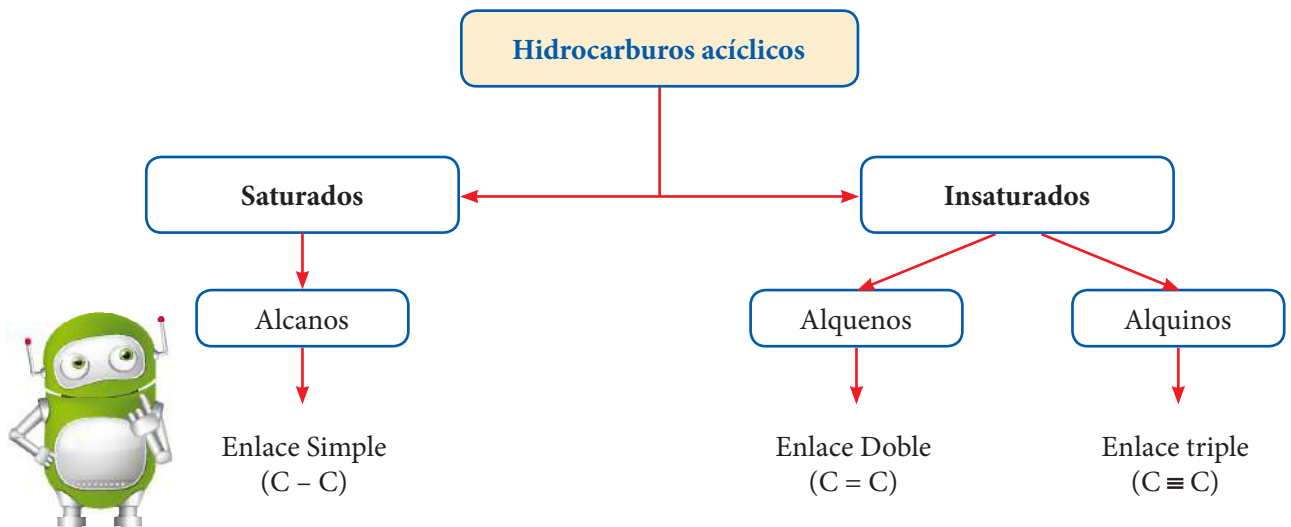 Hidrocarburos acíclicos
Saturados
Insaturados
Alcanos
Alquenos
Alquinos
Enlace Simple
(C – C)
Enlace Doble
(C = C)
Enlace triple
(C ≡ C)